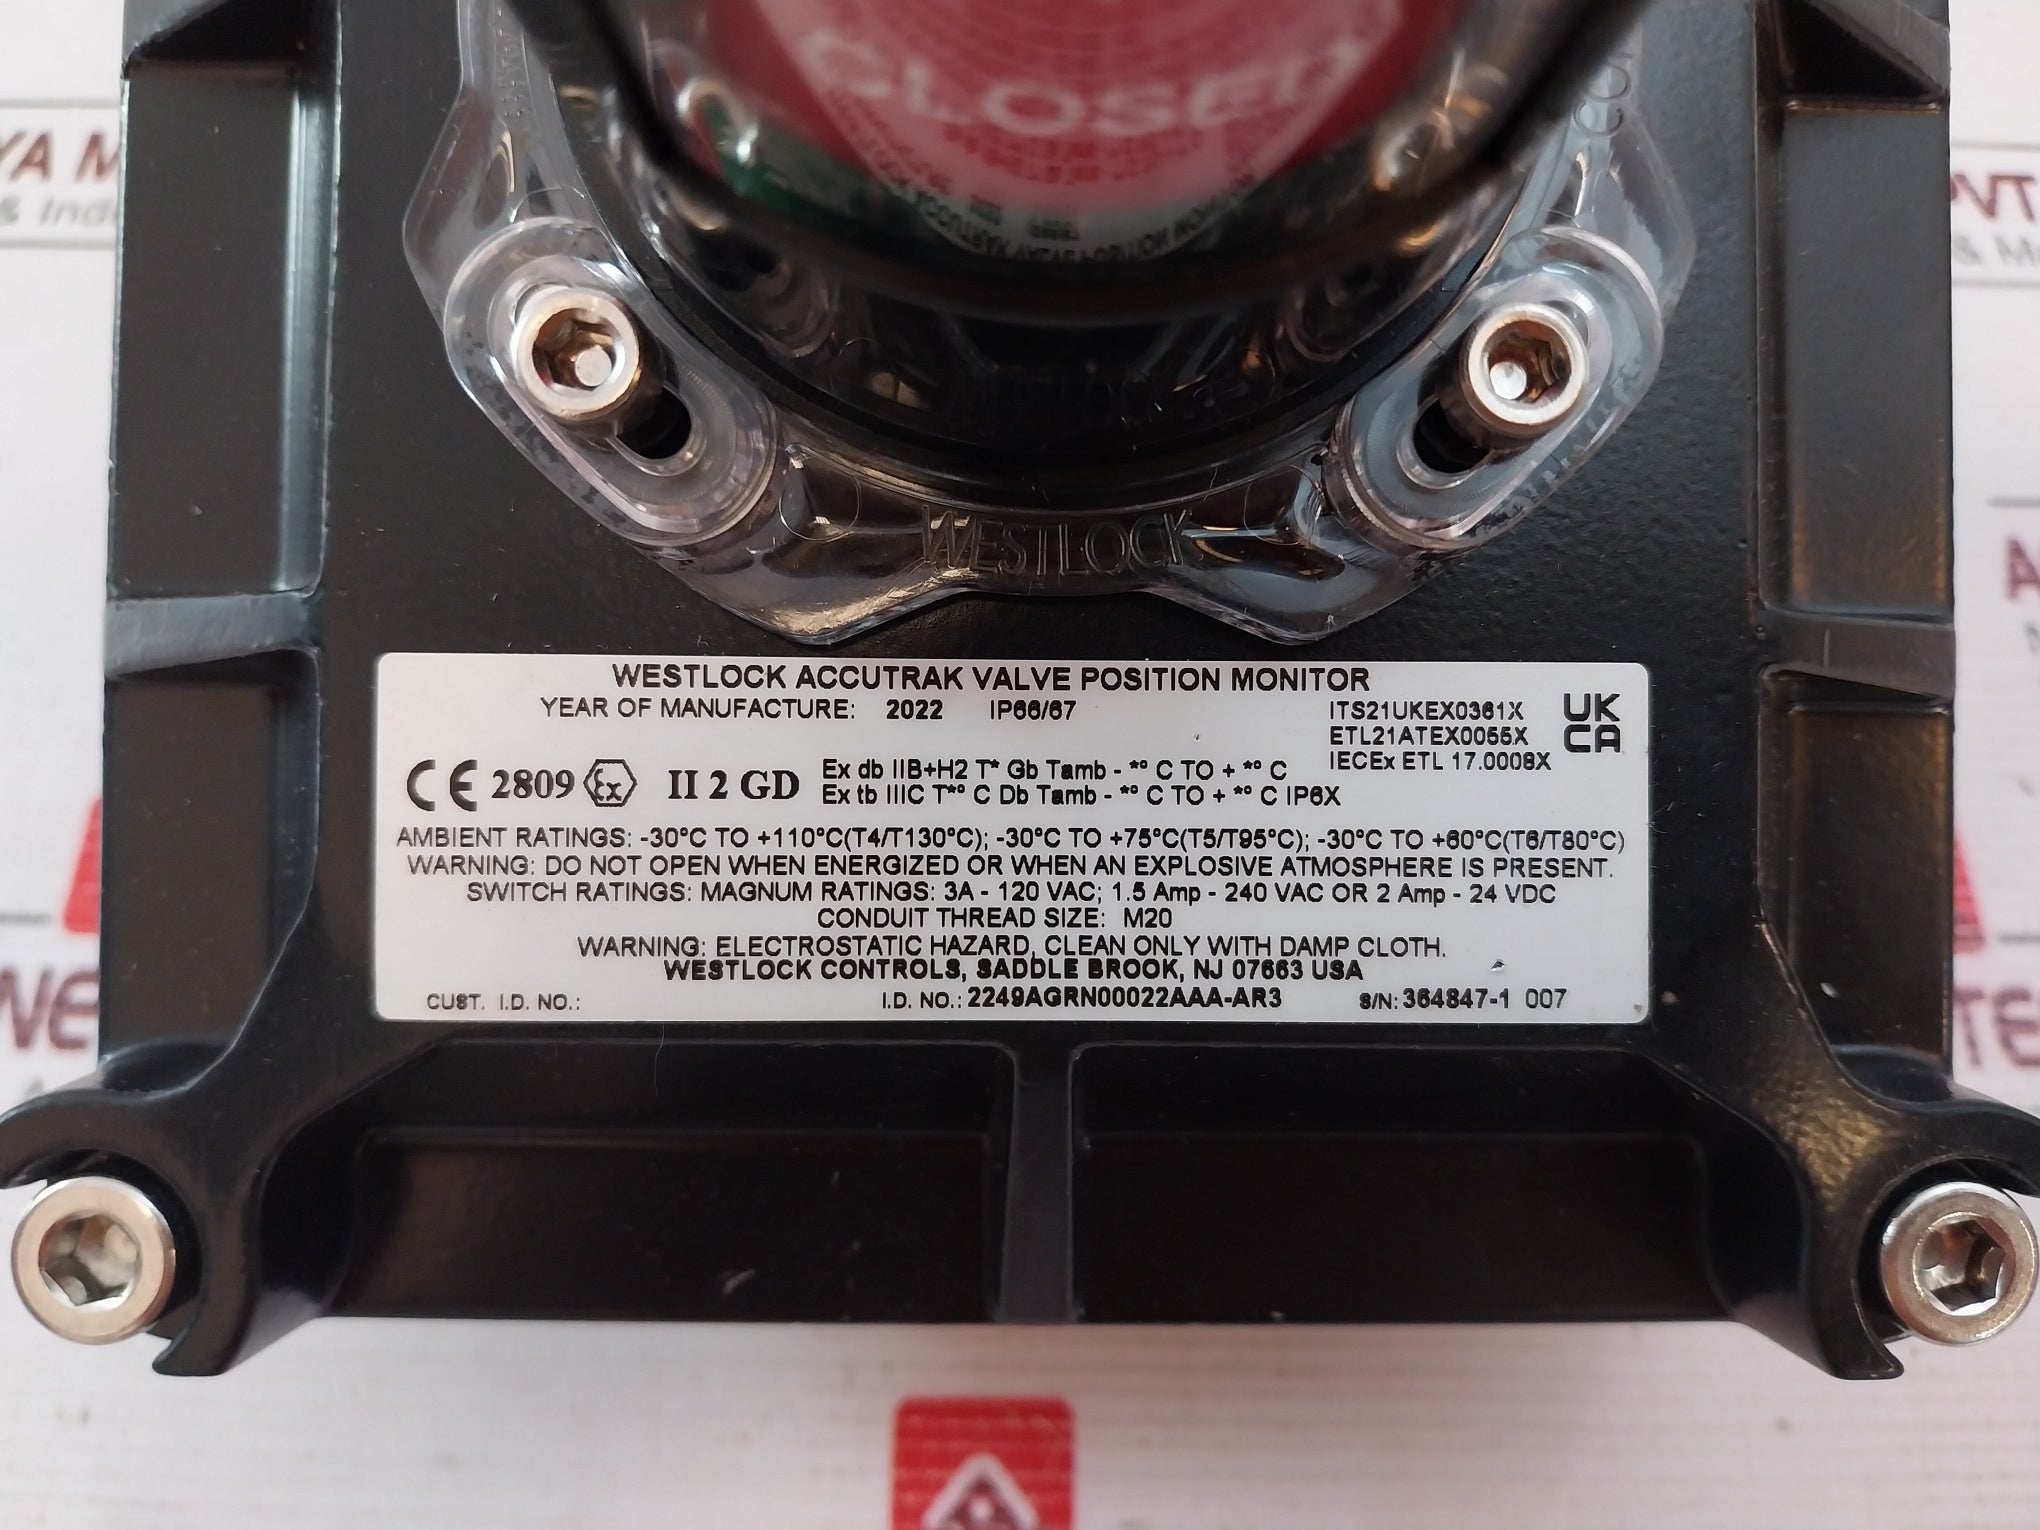 CLOSED
WESTLOCK
WESTLOCK ACCUTRAK VALVE POSITION MONITOR
YEAR OF MANUFACTURE: 2022 IP66/67
ITS21UKEX0361X
ETL21ATEX0055X
IECEx ETL 17.0008X
UK
CA
CE 2809 Ex II 2 GD
Ex db IIB+H2 T* Gb Tamb - *° C TO + *° C
Ex tb IIIC T*° C Db Tamb - *° C TO + *° C IP6X
AMBIENT RATINGS: -30°C TO +110°C(T4/T130°C); -30°C TO +75°C(T5/T95°C); -30°C TO +60°C(T6/T80°C)
WARNING: DO NOT OPEN WHEN ENERGIZED OR WHEN AN EXPLOSIVE ATMOSPHERE IS PRESENT.
SWITCH RATINGS: MAGNUM RATINGS: 3A - 120 VAC; 1.5 Amp - 240 VAC OR 2 Amp - 24 VDC
CONDUIT THREAD SIZE: M20
WARNING: ELECTROSTATIC HAZARD, CLEAN ONLY WITH DAMP CLOTH.
WESTLOCK CONTROLS, SADDLE BROOK, NJ 07663 USA
CUST. I.D. NO.: I.D. NO.: 2249AGRN00022AAA-AR3 S/N: 364847-1 007